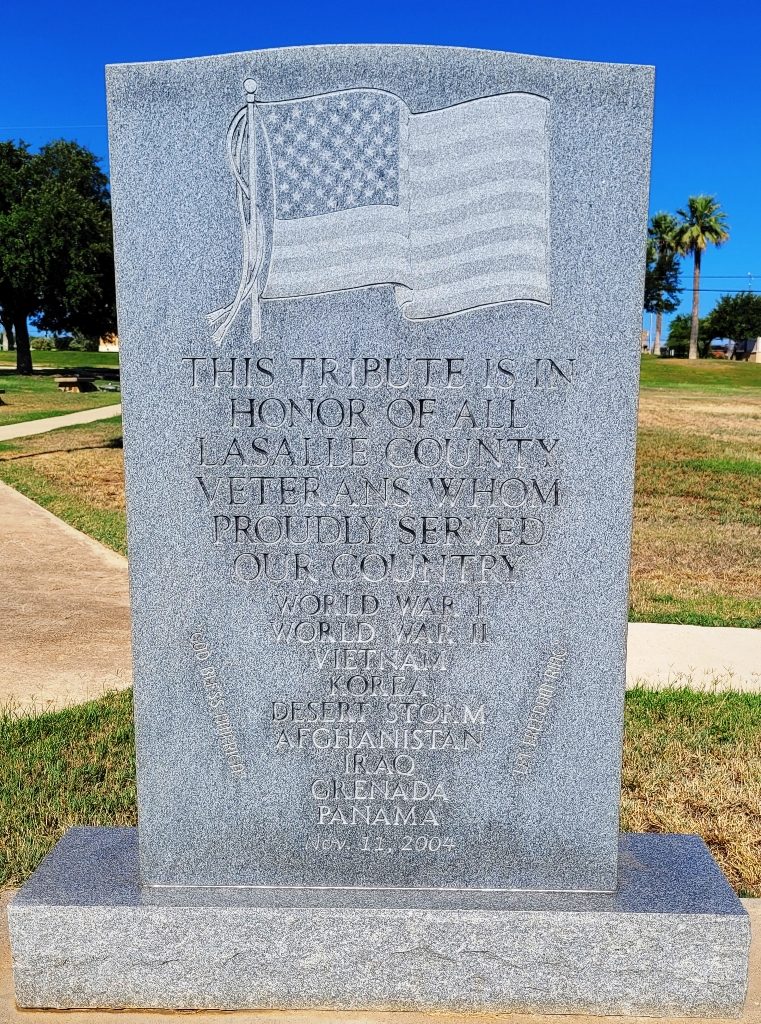 THIS TRIBUTE IS IN
HONOR OF ALL
LASALLE COUNTY
VETERANS WHOM
PROUDLY SERVED
OUR COUNTRY
WORLD WAR I
WORLD WAR II
VIETNAM
KOREA
DESERT STORM
AFGHANISTAN
IRAQ
GRENADA
PANAMA
Nov. 11, 2004
GOD BLESS AMERICA
LET FREEDOM RING